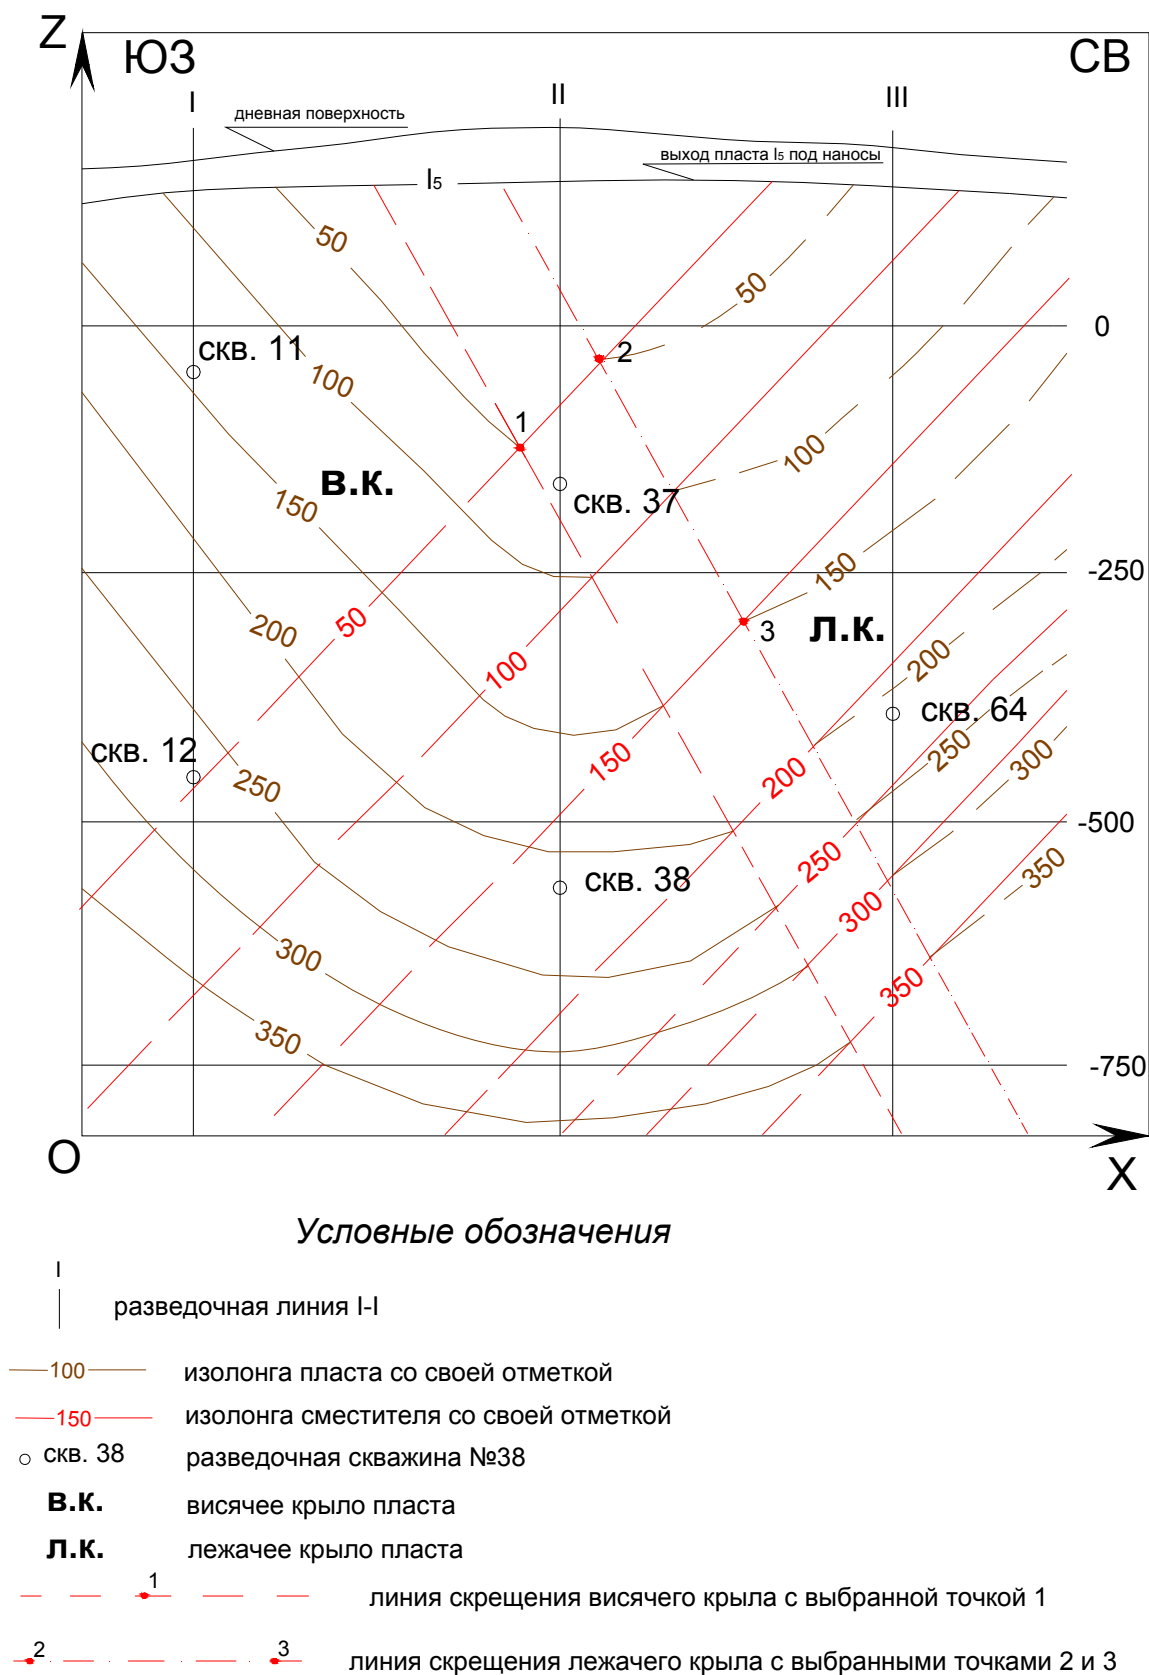 Z
ЮЗ
СВ
I
II
III
дневная поверхность
выход пласта l5 под наносы
l5
50
50
0
скв. 11
2
100
1
100
в.к.
150
скв. 37
-250
150
50
200
л.к.
3
200
100
скв. 64
скв. 12
150
200
250
300
250
-500
250
350
скв. 38
300
300
350
350
-750
О
X
Условные обозначения
I
разведочная линия I-I
100
изолонга пласта со своей отметкой
150
изолонга сместителя со своей отметкой
скв. 38
разведочная скважина №38
в.к.
висячее крыло пласта
л.к.
лежачее крыло пласта
1
линия скрещения висячего крыла с выбранной точкой 1
2
3
линия скрещения лежачего крыла с выбранными точками 2 и 3